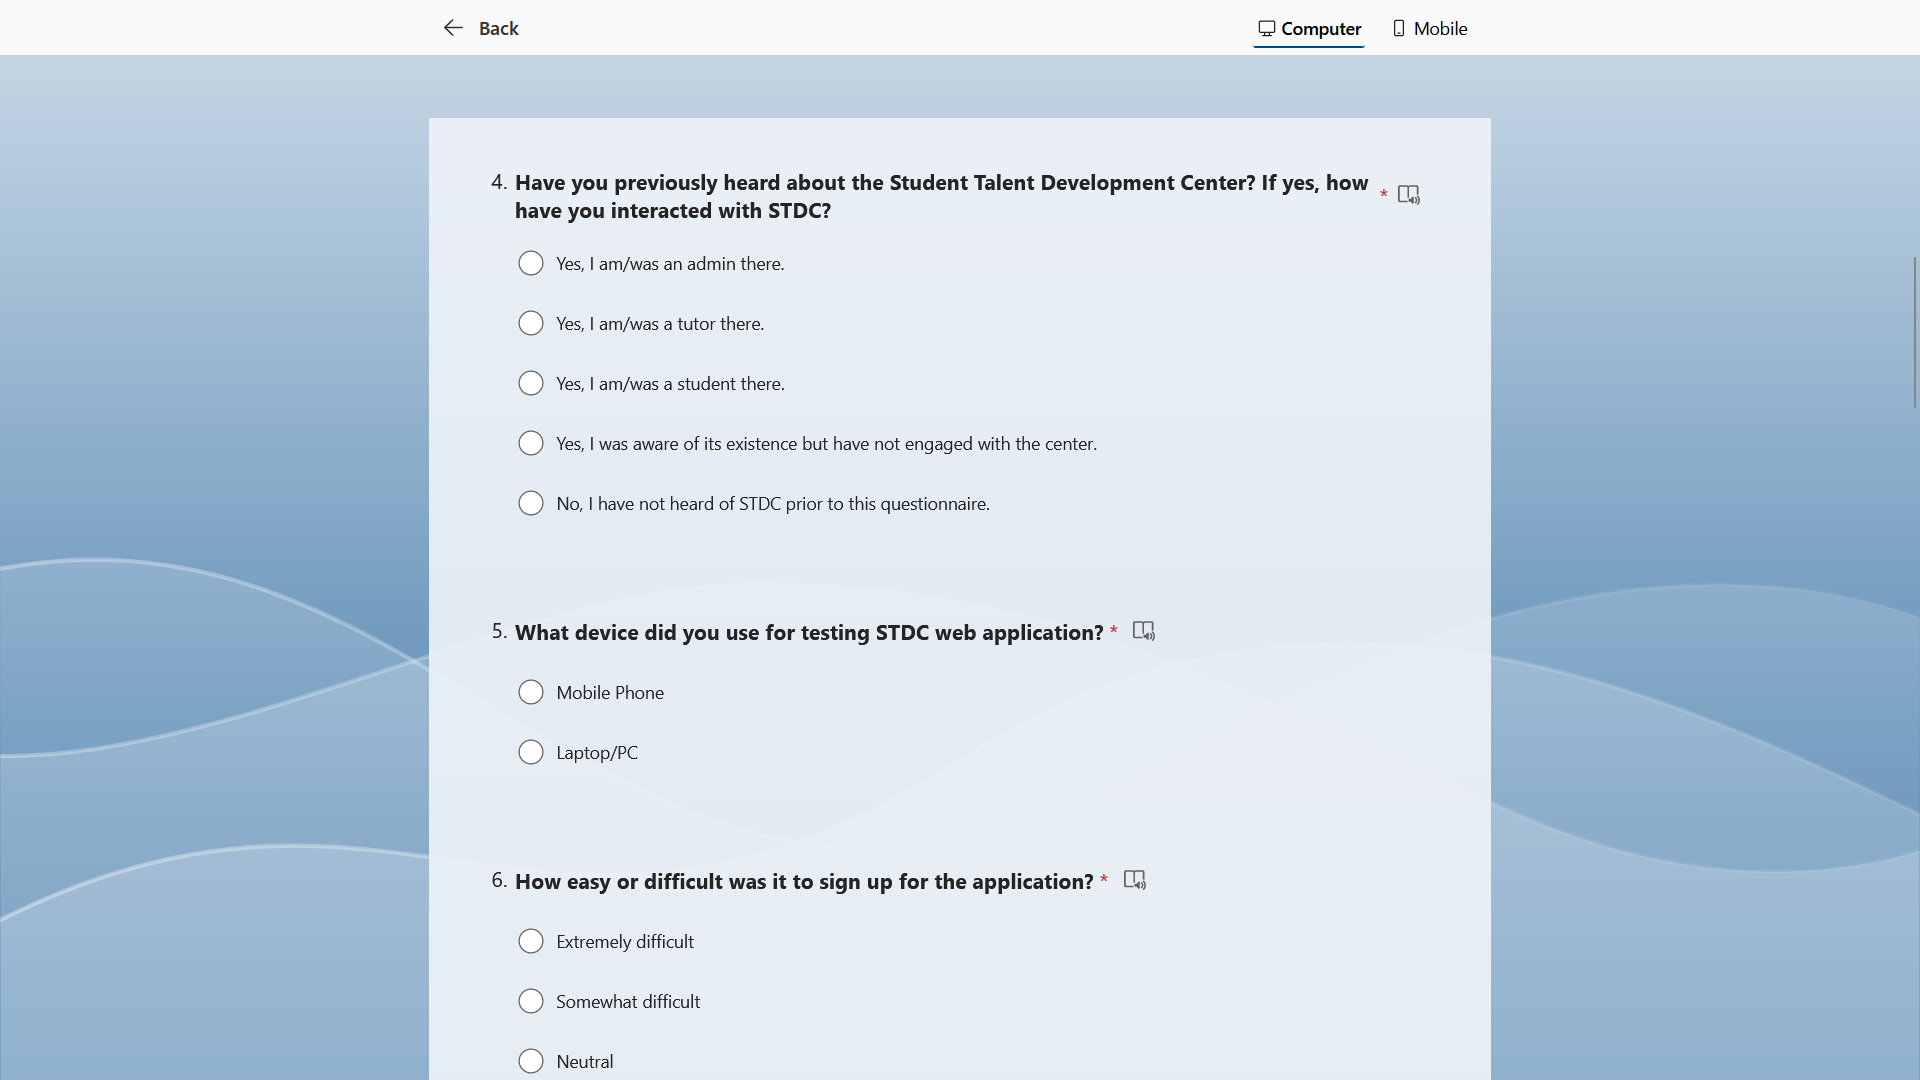 Back
Computer
Mobile
4. Have you previously heard about the Student Talent Development Center? If yes, how *
have you interacted with STDC?
Yes, I am/was an admin there.
Yes, I am/was a tutor there.
Yes, I am/was a student there.
Yes, I was aware of its existence but have not engaged with the center.
No, I have not heard of STDC prior to this questionnaire.
5. What device did you use for testing STDC web application? *
Mobile Phone
Laptop/PC
6. How easy or difficult was it to sign up for the application? *
Extremely difficult
Somewhat difficult
Neutral